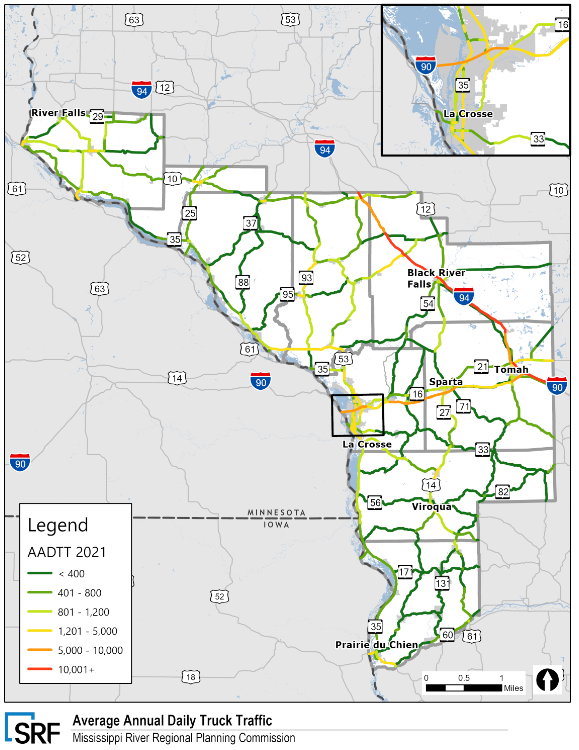 63
53
16
94
12
90
35
La Crosse
33
River Falls
29
94
10
61
10
25
12
37
52
35
Black River
Falls
63
88
93
95
94
54
61
53
35
21
Tomah
14
90
Sparta
90
16
71
27
La Crosse
33
90
14
82
56
Viroqua
MINNESOTA
IOWA
Legend
AADTT 2021
< 400
401 - 800
801 - 1,200
1,201 - 5,000
5,000 - 10,000
10,001+
17
131
52
35
60
61
Prairie du Chien
18
0 0.5 1
Miles
SRF
Average Annual Daily Truck Traffic
Mississippi River Regional Planning Commission